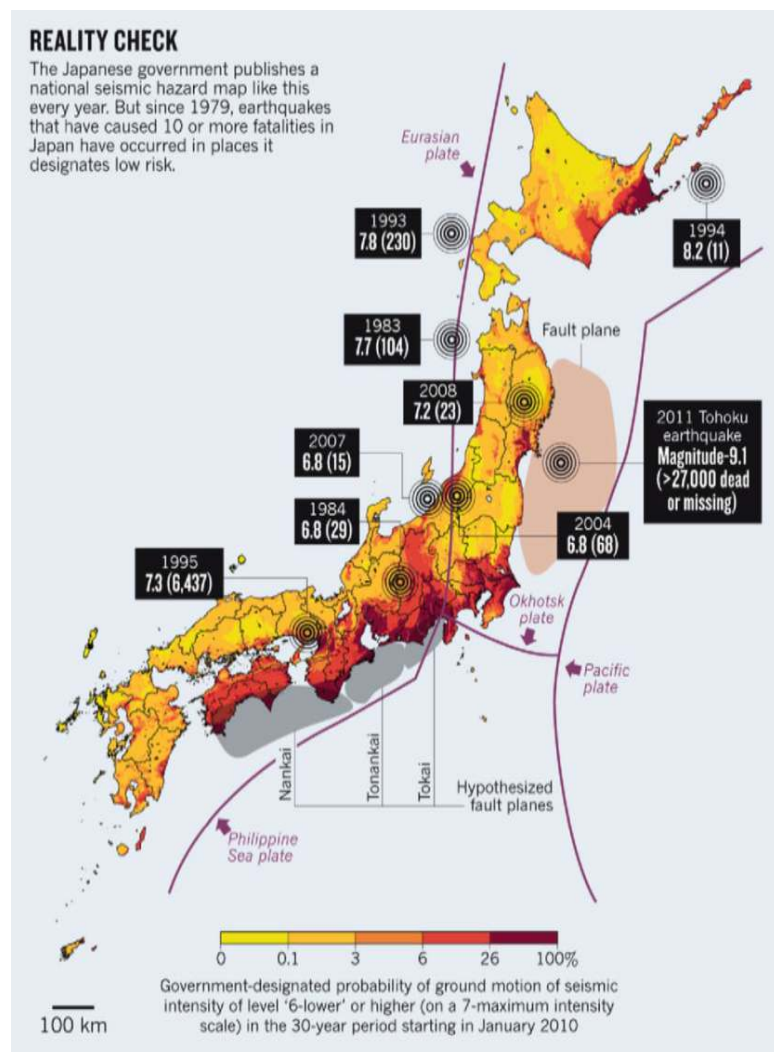 REALITY CHECK
The Japanese government publishes a
national seismic hazard map like this
every year. But since 1979, earthquakes
that have caused 10 or more fatalities in
Japan have occurred in places it
designates low risk.
Eurasian
plate
1993
7.8 (230)
1994
8.2 (11)
1983
7.7 (104)
Fault plane
2008
7.2 (23)
2011 Tohoku
earthquake
Magnitude-9.1
(>27,000 dead
or missing)
2007
6.8 (15)
1984
6.8 (29)
2004
6.8 (68)
1995
7.3 (6,437)
Okhotsk
plate
Pacific
plate
Nankai
Tonankai
Tokai
Hypothesized
fault planes
Philippine
Sea plate
0 0.1 3 6 26 100%
Government-designated probability of ground motion of seismic
intensity of level ‘6-lower’ or higher (on a 7-maximum intensity
scale) in the 30-year period starting in January 2010
100 km